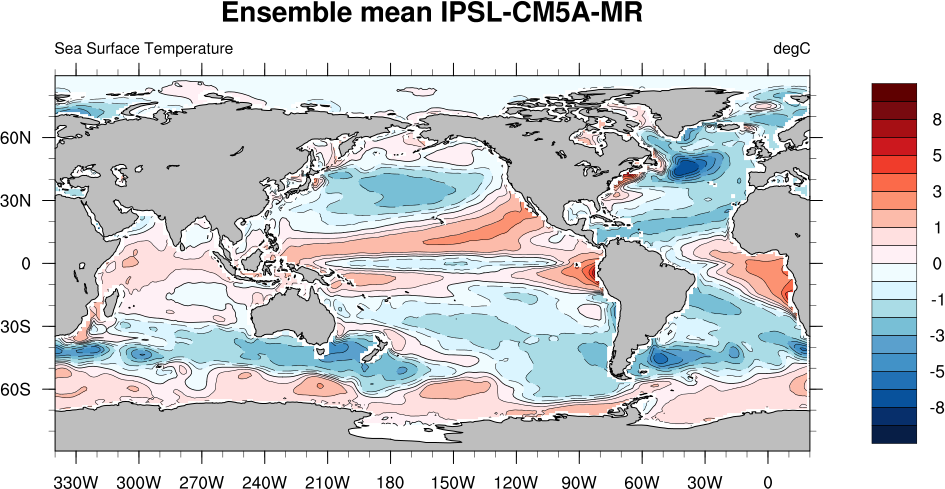 Ensemble mean IPSL-CM5A-MR
Sea Surface Temperature degC
60N
30N
0
30S
60S
330W 300W 270W 240W 210W 180 150W 120W 90W 60W 30W 0
8
5
3
1
0
-1
-3
-5
-8